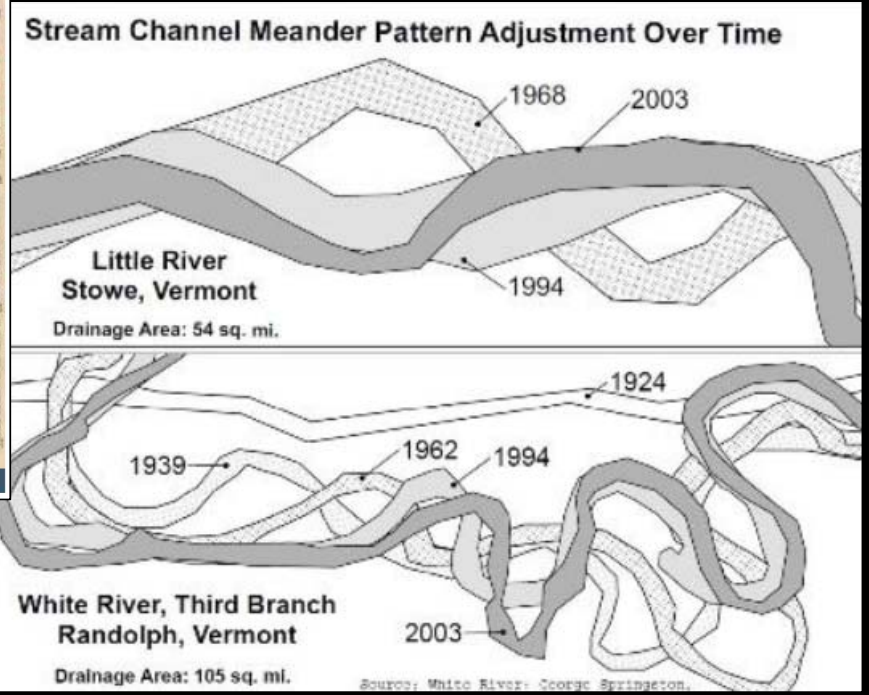 Stream Channel Meander Pattern Adjustment Over Time
1968
2003
Little River
Stowe, Vermont
Drainage Area: 54 sq. mi.
1994
1924
1939
1962
1994
White River, Third Branch
Randolph, Vermont
2003
Drainage Area: 105 sq. mi.
Source: White River: George Springston.